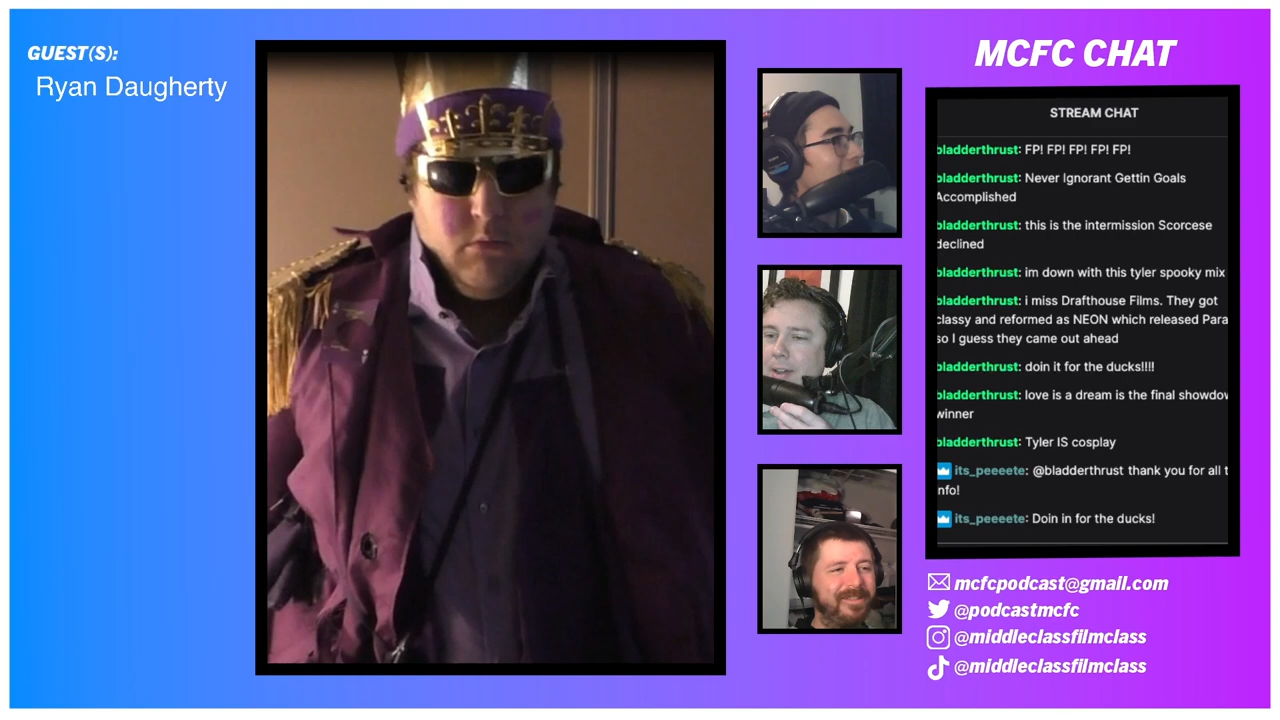 GUEST(S):
Ryan Daugherty
MCFC CHAT
STREAM CHAT
bladderthrust: FP! FP! FP! FP! FP!
bladderthrust: Never Ignorant Gettin Goals
Accomplished
bladderthrust: this is the intermission Scorcese
declined
bladderthrust: im down with this tyler spooky mix
bladderthrust: i miss Drafthouse Films. They got
classy and reformed as NEON which released Para
so I guess they came out ahead
bladderthrust: doin it for the ducks!!!!
bladderthrust: love is a dream is the final showdow
winner
bladderthrust: Tyler IS cosplay
its_peeeete: @bladderthrust thank you for all t
info!
its_peeeete: Doin in for the ducks!
mcfcpodcast@gmail.com
@podcastmcfc
@middleclassfilmclass
@middleclassfilmclass